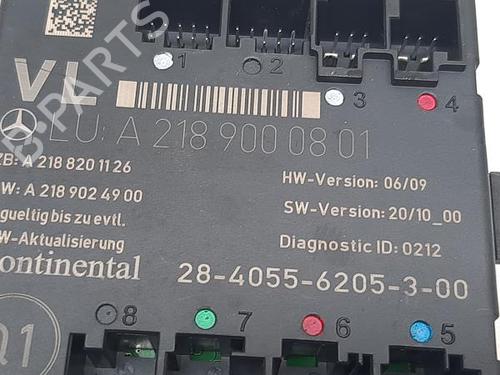 VL
1 2 3 4
LU: A 218 900 08 01
ZB: A 218 820 11 26
HW-Version: 06/09
W: A 218 902 49 00
SW-Version: 20/10_00
gueltig bis zu evtl.
W-Aktualisierung
Diagnostic ID: 0212
ontinental
28-4055-6205-3-00
8 7 6 5
Q1